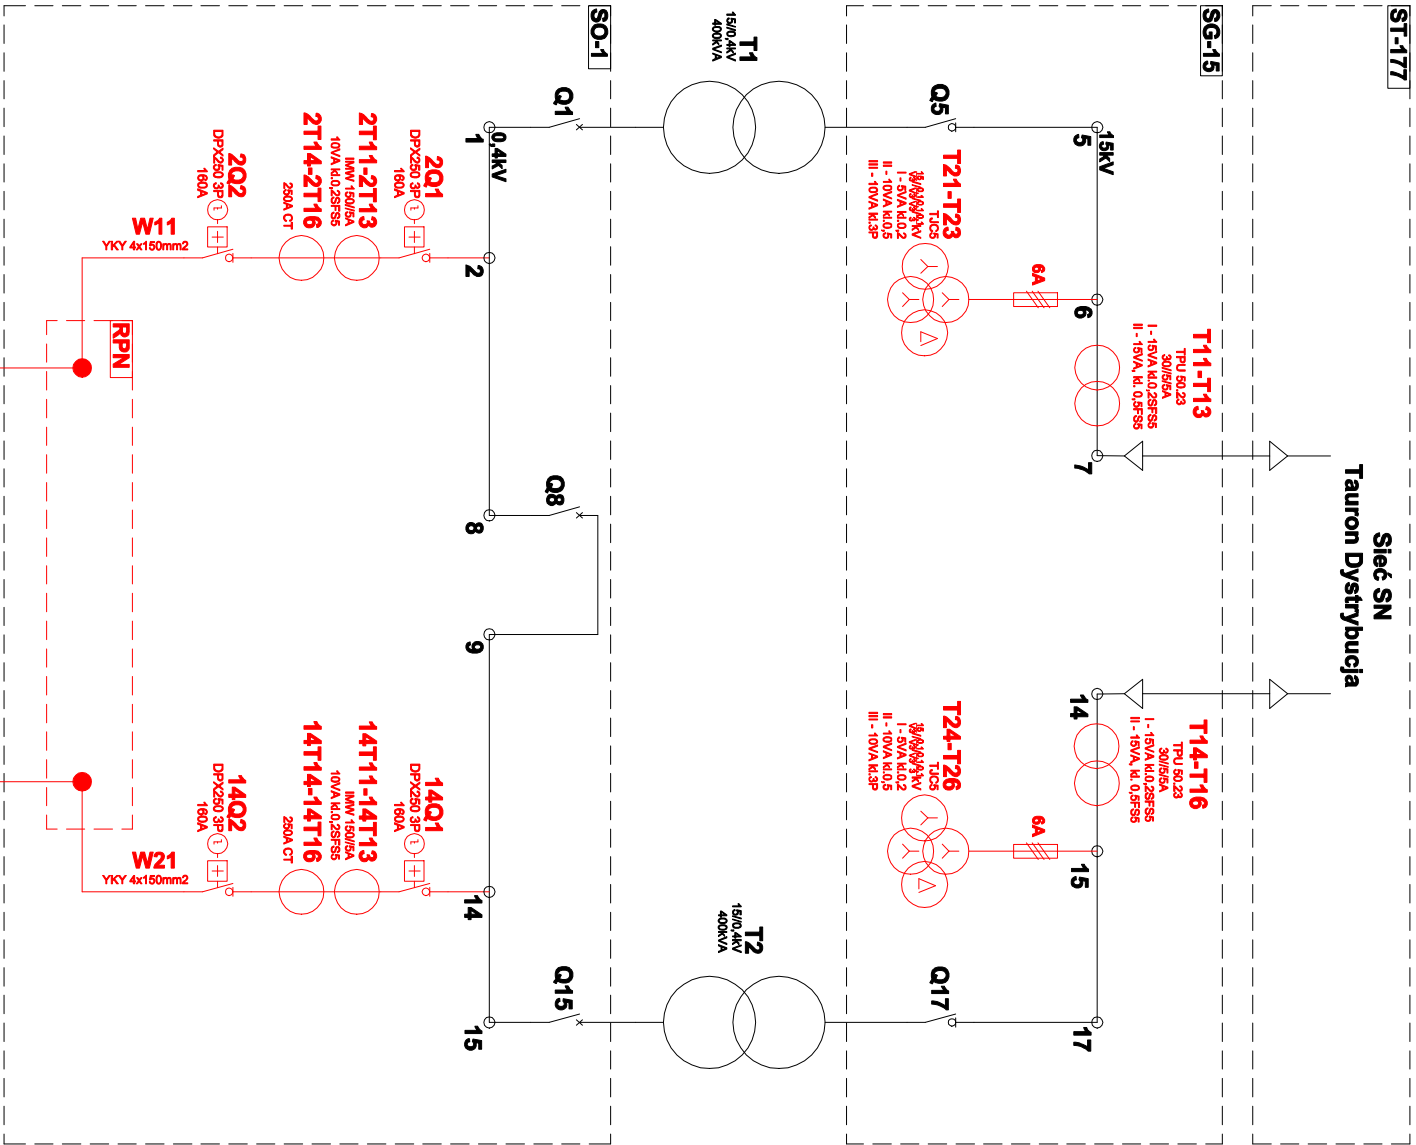 ST-177
Sieć SN
Tauron Dystrybucja
SG-15
15kV
5
6
7
14
15
17
T11-T13
TPU 50.23
30//5/5A
I - 15VA kl.0,2SFS5
II - 15VA, kl. 0,5FS5
T14-T16
TPU 50.23
30//5/5A
I - 15VA kl.0,2SFS5
II - 15VA, kl. 0,5FS5
6A
6A
Q5
T21-T23
TJC5
I - 5VA kl.0,2
II - 10VA kl.0,5
III - 10VA kl.3P
T24-T26
TJC5
I - 5VA kl.0,2
II - 10VA kl.0,5
III - 10VA kl.3P
Q17
T1
15//0,4kV
400kVA
T2
15//0,4kV
400kVA
SO-1
Q1
Q8
Q15
0,4kV
1
2
8
9
14
15
2Q1
DPX250 3P
160A
2T11-2T13
IMW 150//5A
10VA kl.0,2SFS5
2T14-2T16
250A CT
2Q2
DPX250 3P
160A
W11
YKY 4x150mm2
RPN
14Q1
DPX250 3P
160A
14T11-14T13
IMW 150//5A
10VA kl.0,2SFS5
14T14-14T16
250A CT
14Q2
DPX250 3P
160A
W21
YKY 4x150mm2